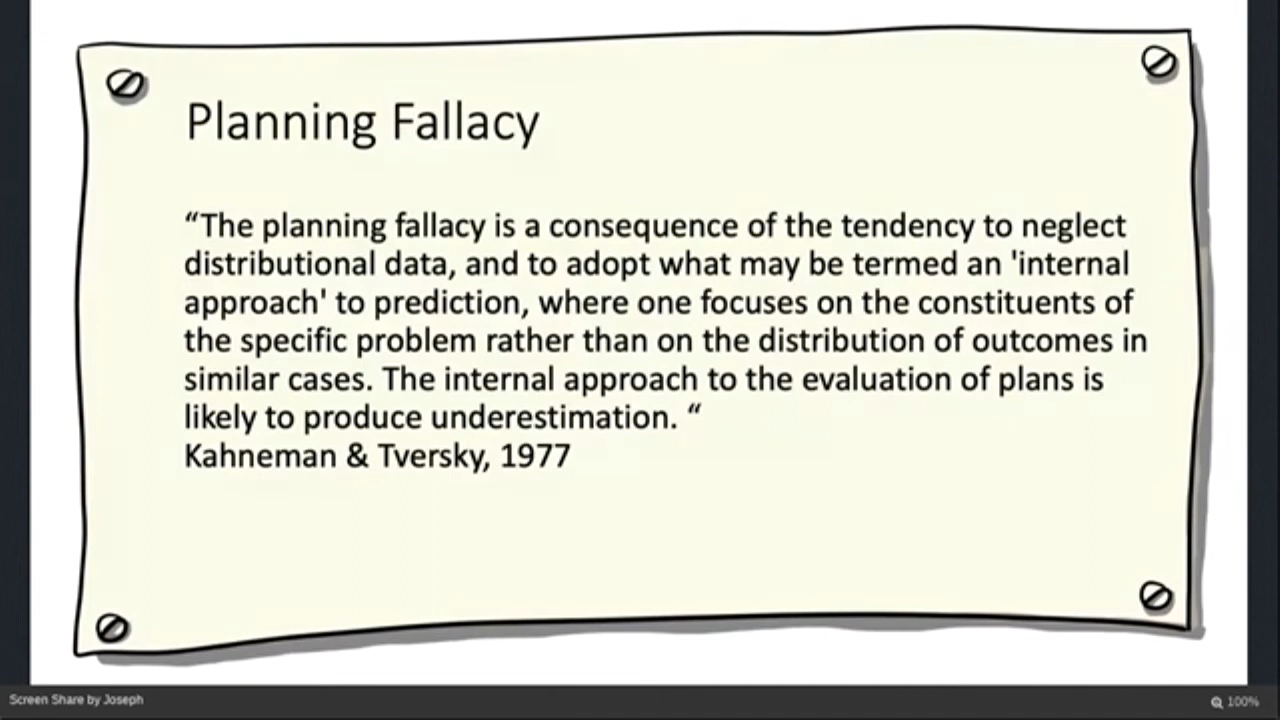 Planning Fallacy
“The planning fallacy is a consequence of the tendency to neglect
distributional data, and to adopt what may be termed an 'internal
approach' to prediction, where one focuses on the constituents of
the specific problem rather than on the distribution of outcomes in
similar cases. The internal approach to the evaluation of plans is
likely to produce underestimation. “
Kahneman & Tversky, 1977
Screen Share by Joseph
100%